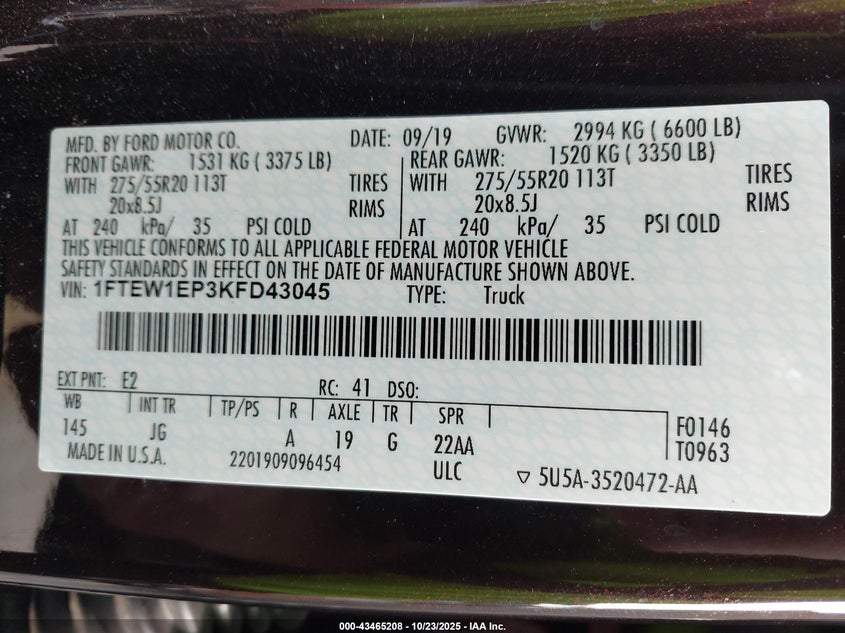 MFD. BY FORD MOTOR CO. DATE: 09/19 GVWR: 2994 KG ( 6600 LB)
FRONT GAWR: 1531 KG ( 3375 LB) REAR GAWR: 1520 KG ( 3350 LB)
WITH 275/55R20 113T TIRES WITH 275/55R20 113T TIRES
20x8.5J RIMS 20x8.5J RIMS
AT 240 kPa/ 35 PSI COLD AT 240 kPa/ 35 PSI COLD
THIS VEHICLE CONFORMS TO ALL APPLICABLE FEDERAL MOTOR VEHICLE
SAFETY STANDARDS IN EFFECT ON THE DATE OF MANUFACTURE SHOWN ABOVE.
VIN: 1FTEW1EP3KFD43045 TYPE: Truck
EXT PNT: E2 RC: 41 DSO:
WB INT TR TP/PS R AXLE TR SPR
145 JG A 19 G 22AA F0146
MADE IN U.S.A. 2201909096454 ULC T0963
▽ 5U5A-3520472-AA
000-43465208 - 10/23/2025 - IAA Inc.